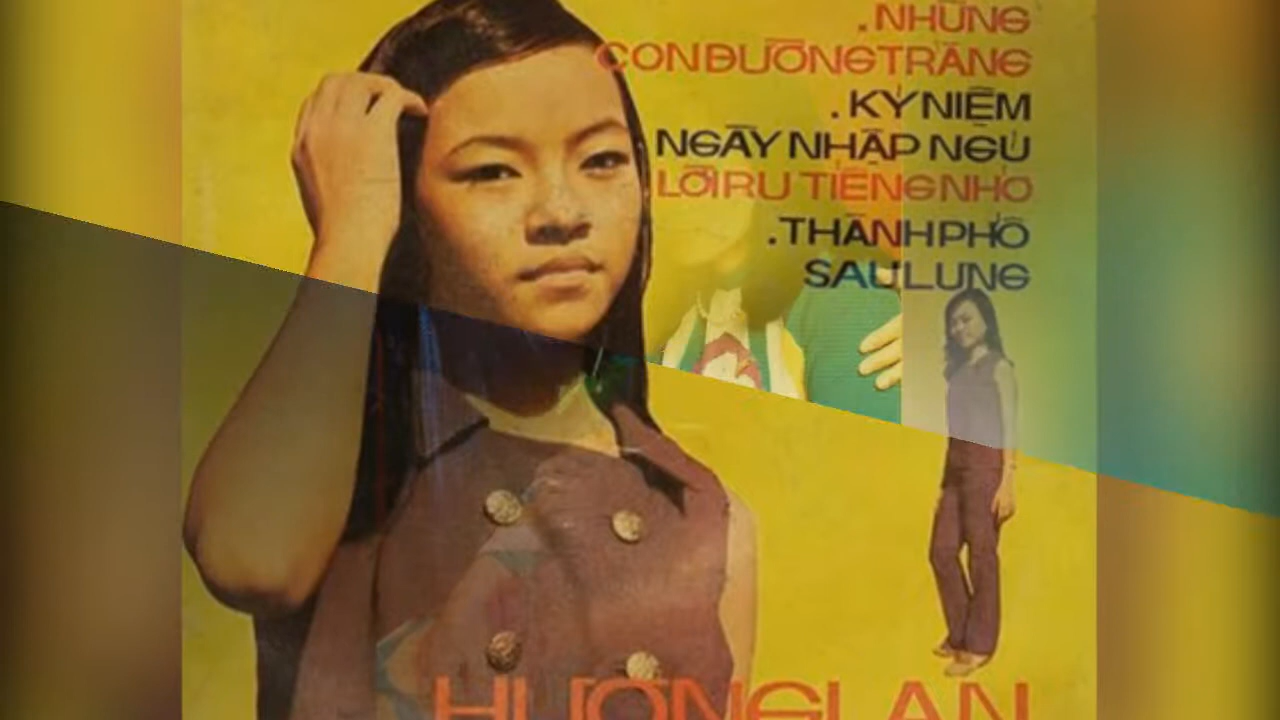 . NHỮNG
CON ĐƯỜNG TRẮNG
. KỶ NIỆM
NGÀY NHẬP NGŨ
LỜI RU TIẾNG NHỎ
. THÀNH PHỐ
SAU LƯNG
HƯƠNG LAN